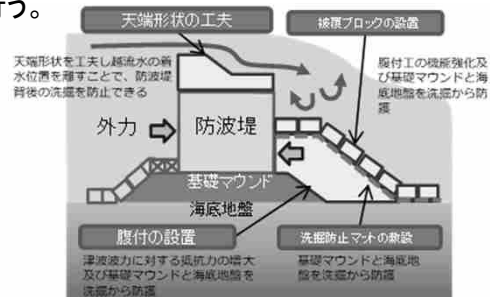 う。
天端形状の工夫
被覆ブロックの設置
天端形状を工夫し越流水の着
水位置を離すことで、防波堤
背後の洗掘を防止できる
腹付工の機能強化及
び基礎マウンドと海
底地盤を洗掘から防
護
外力
防波堤
基礎マウンド
海底地盤
腹付の設置
洗掘防止マットの敷設
津波波力に対する抵抗力の増大
及び基礎マウンドと海底地盤を
洗掘から防護
基礎マウンドと海底地
盤を洗掘から防護